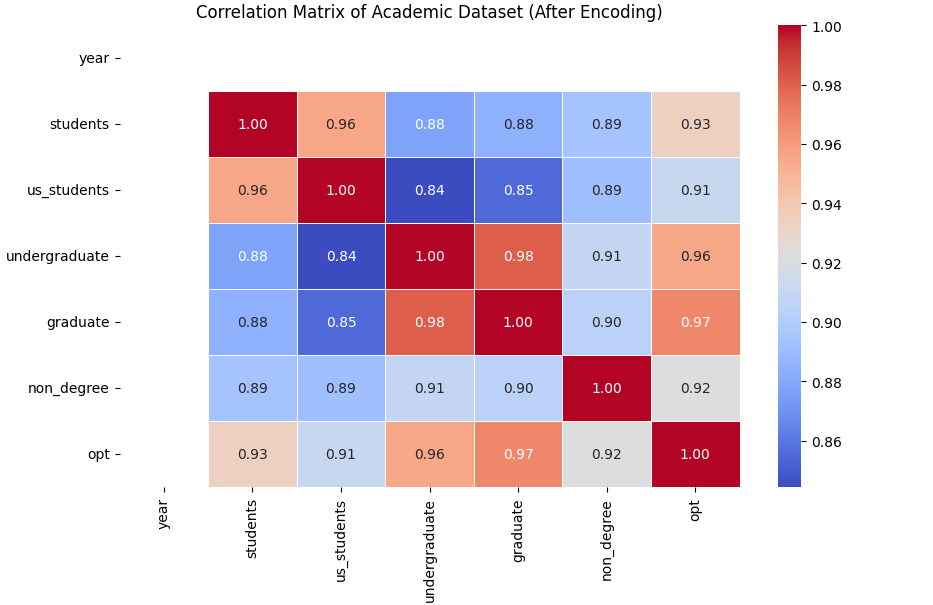 Correlation Matrix of Academic Dataset (After Encoding)
year
students 1.00 0.96 0.88 0.88 0.89 0.93
us_students 0.96 1.00 0.84 0.85 0.89 0.91
undergraduate 0.88 0.84 1.00 0.98 0.91 0.96
graduate 0.88 0.85 0.98 1.00 0.90 0.97
non_degree 0.89 0.89 0.91 0.90 1.00 0.92
opt 0.93 0.91 0.96 0.97 0.92 1.00
year
students
us_students
undergraduate
graduate
non_degree
opt
1.00
0.98
0.96
0.94
0.92
0.90
0.88
0.86